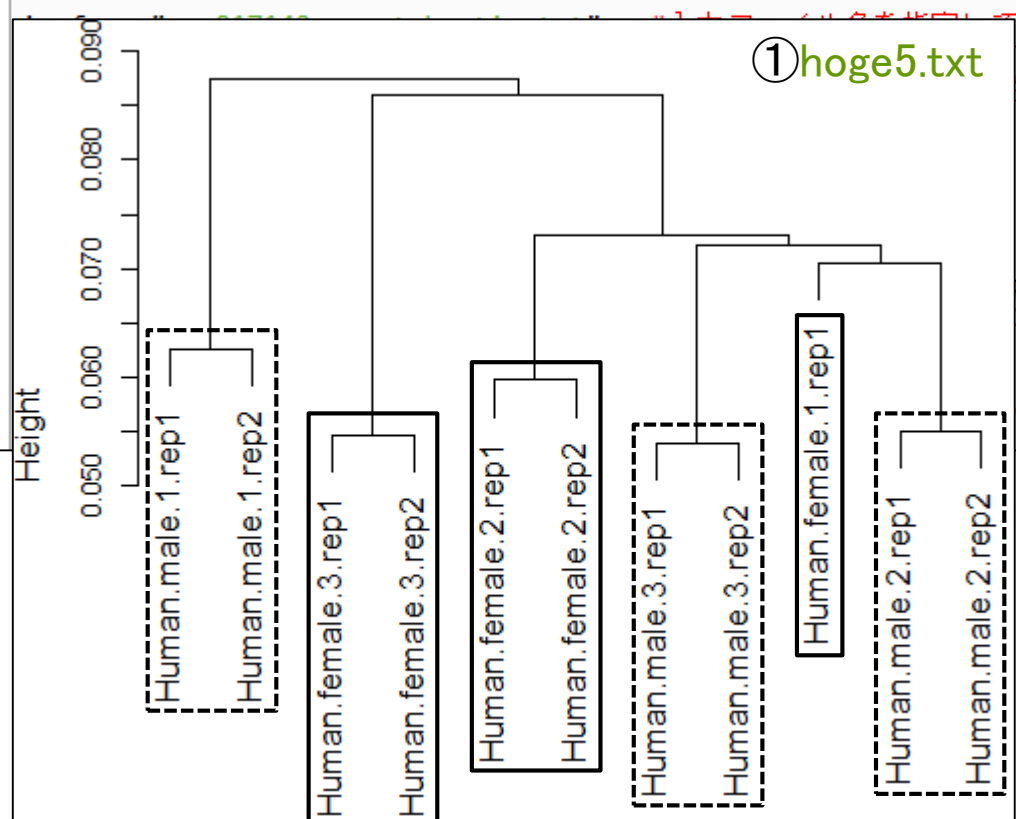 ①hoge5.txt
Height
0.090
0.080
0.070
0.060
0.050
Human.male.1.rep1
Human.male.1.rep2
Human.female.3.rep1
Human.female.3.rep2
Human.female.2.rep1
Human.female.2.rep2
Human.male.3.rep1
Human.male.3.rep2
Human.female.1.rep1
Human.male.2.rep1
Human.male.2.rep2